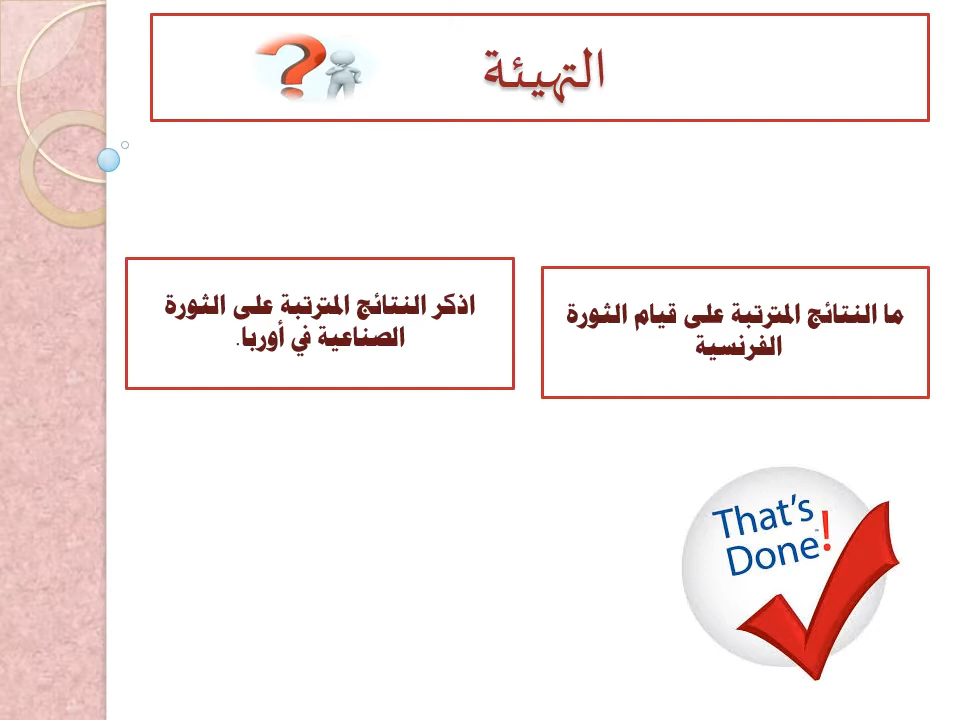 التهيئة
ما النتائج المترتبة على قيام الثورة
الفرنسية
اذكر النتائج المترتبة على الثورة
الصناعية في أوربا.
That's
Done!